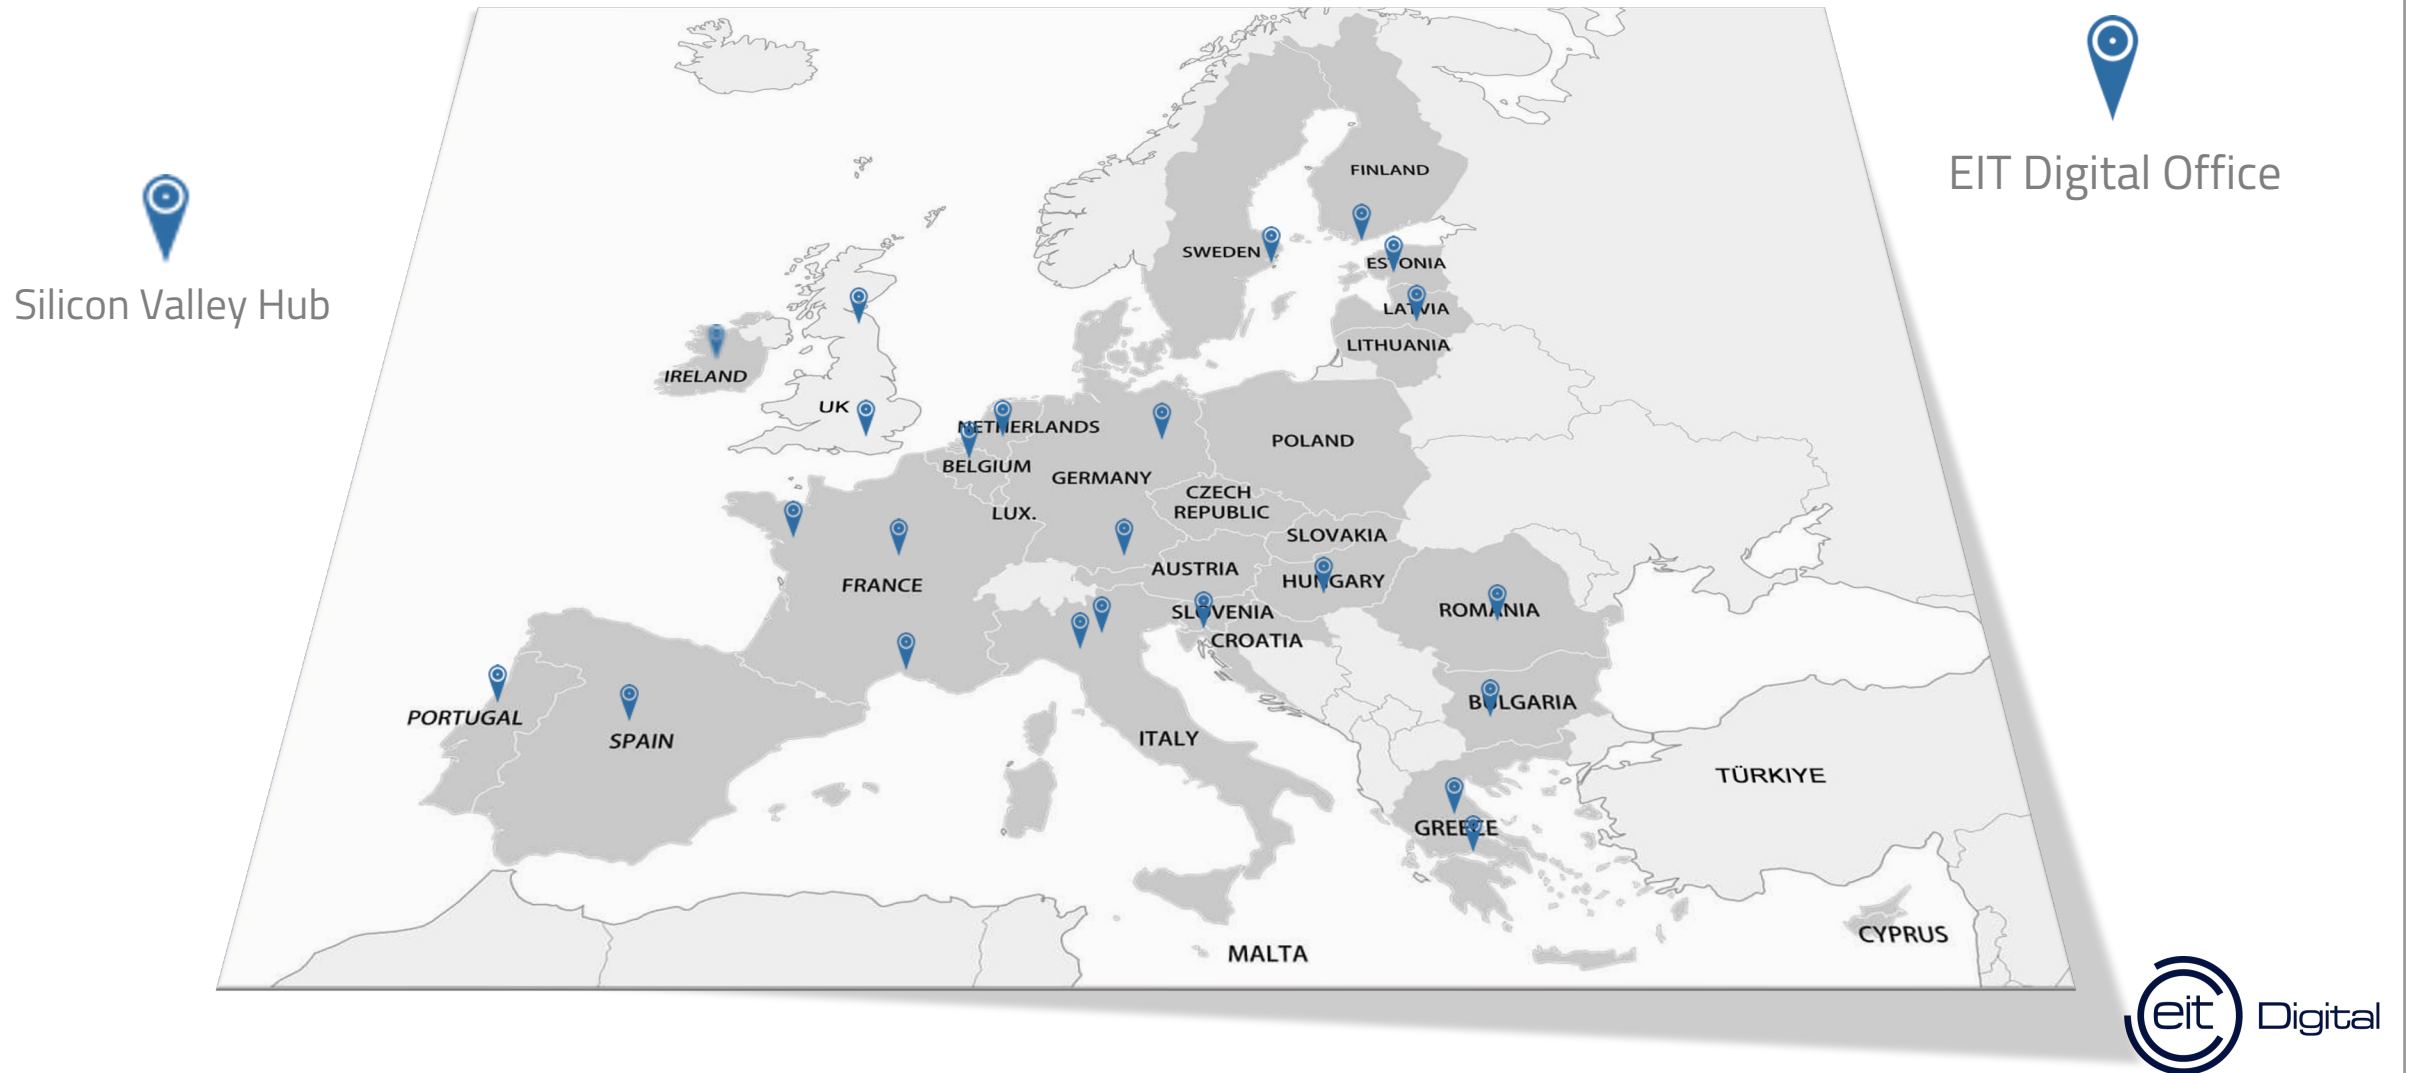 EIT Digital Office
Silicon Valley Hub
FINLAND
SWEDEN
ESTONIA
LATVIA
LITHUANIA
IRELAND
UK
NETHERLANDS
POLAND
BELGIUM
GERMANY
CZECH
REPUBLIC
LUX.
SLOVAKIA
AUSTRIA
HUNGARY
FRANCE
SLOVENIA
ROMANIA
CROATIA
BULGARIA
PORTUGAL
SPAIN
ITALY
TÜRKIYE
GREECE
CYPRUS
MALTA
eit Digital